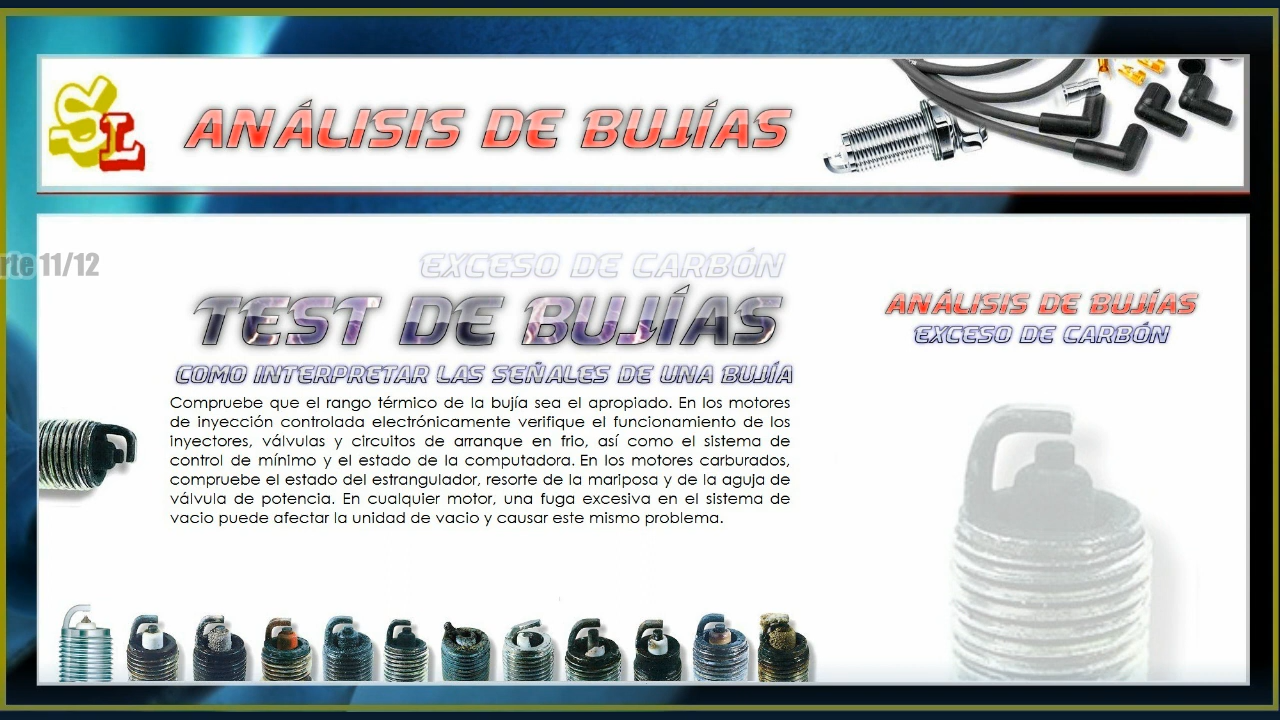 SL
ANÁLISIS DE BUJÍAS
rte 11/12
EXCESO DE CARBÓN
TEST DE BUJÍAS
COMO INTERPRETAR LAS SEÑALES DE UNA BUJÍA
Compruebe que el rango térmico de la bujía sea el apropiado. En los motores
de inyección controlada electrónicamente verifique el funcionamiento de los
inyectores, válvulas y circuitos de arranque en frio, así como el sistema de
control de mínimo y el estado de la computadora. En los motores carburados,
compruebe el estado del estrangulador, resorte de la mariposa y de la aguja de
válvula de potencia. En cualquier motor, una fuga excesiva en el sistema de
vacio puede afectar la unidad de vacio y causar este mismo problema.
ANÁLISIS DE BUJÍAS
EXCESO DE CARBÓN